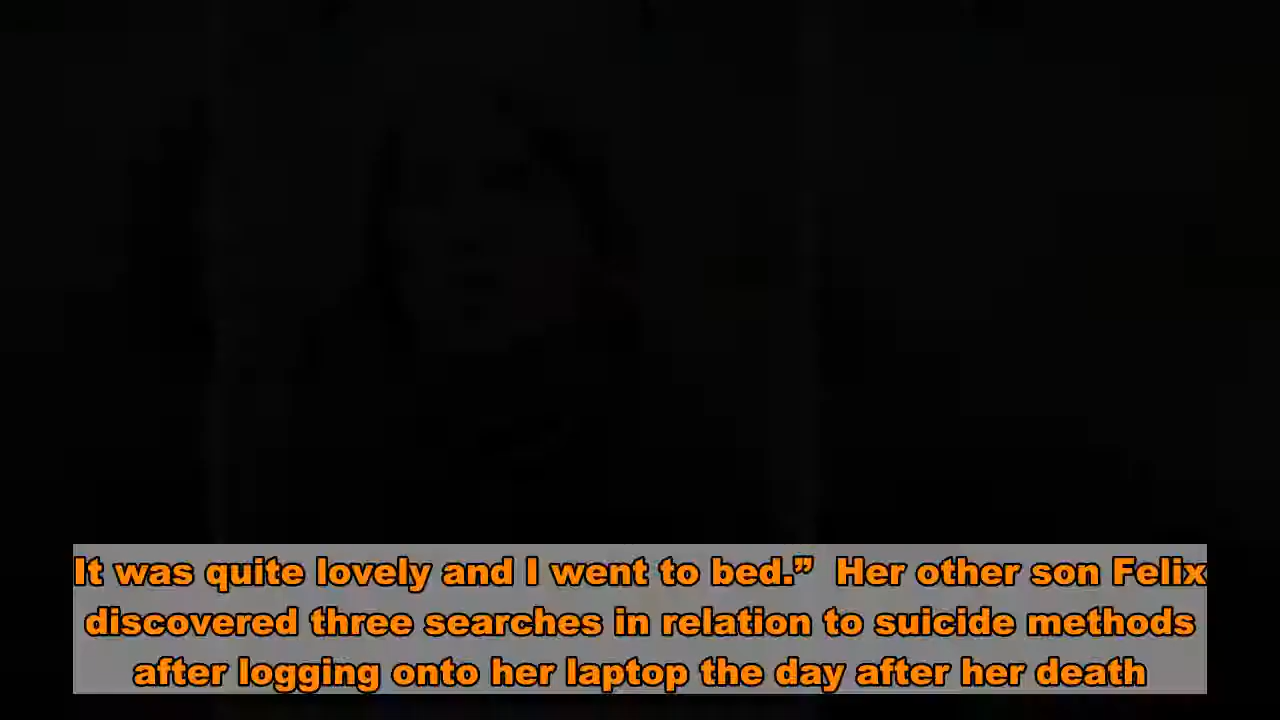 It was quite lovely and I went to bed.”  Her other son Felix
discovered three searches in relation to suicide methods
after logging onto her laptop the day after her death